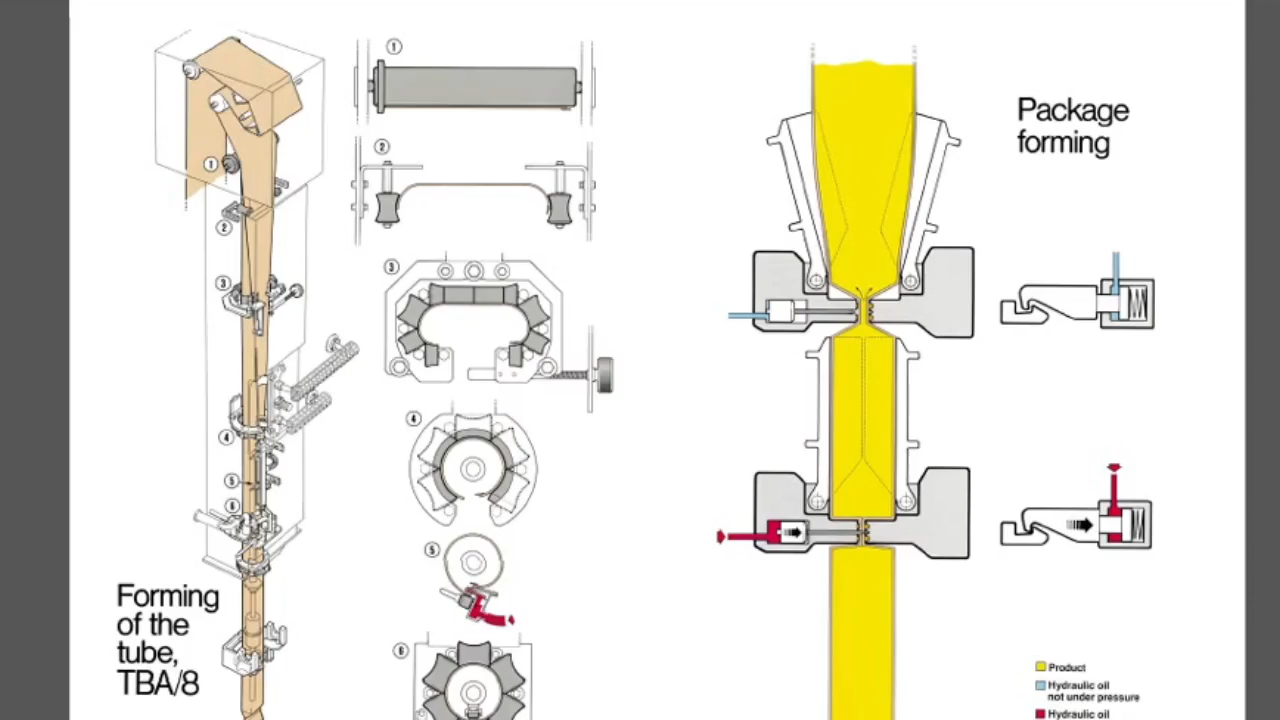 1
2
3
4
5
6
1
2
3
4
5
6
Forming
of the
tube,
TBA/8
Package
forming
Product
Hydraulic oil
not under pressure
Hydraulic oil